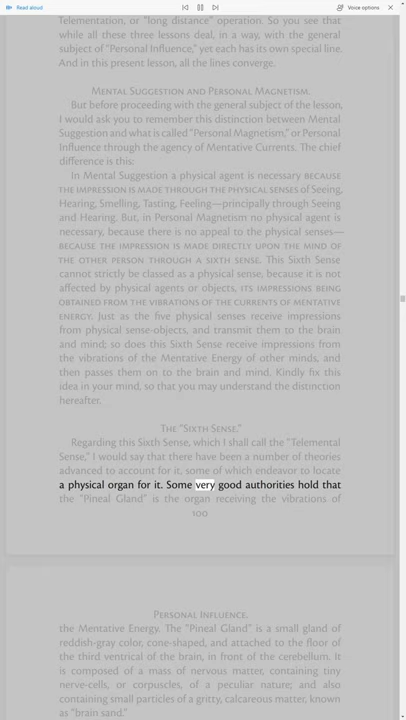 Read aloud
Voice options
Telementation, or "long distance" operation. So you see that
while all these three lessons deal, in a way, with the general
subject of "Personal Influence," yet each has its own special line.
And in this present lesson, all the lines converge.
Mental Suggestion and Personal Magnetism.
But before proceeding with the general subject of the lesson,
I would ask you to remember this distinction between Mental
Suggestion and what is called "Personal Magnetism," or Personal
Influence through the agency of Mentative Currents. The chief
difference is this:
In Mental Suggestion a physical agent is necessary because
the impression is made through the physical senses of Seeing,
Hearing, Smelling, Tasting, Feeling—principally through Seeing
and Hearing. But, in Personal Magnetism no physical agent is
necessary, because there is no appeal to the physical senses—
because the impression is made directly upon the mind of
the other person through a sixth sense. This Sixth Sense
cannot strictly be classed as a physical sense, because it is not
affected by physical agents or objects, its impressions being
obtained from the vibrations of the currents of mentative
energy. Just as the five physical senses receive impressions
from physical sense-objects, and transmit them to the brain
and mind; so does this Sixth Sense receive impressions from
the vibrations of the Mentative Energy of other minds, and
then passes them on to the brain and mind. Kindly fix this
idea in your mind, so that you may understand the distinction
hereafter.
The "Sixth Sense."
Regarding this Sixth Sense, which I shall call the "Telemental
Sense," I would say that there have been a number of theories
advanced to account for it, some of which endeavor to locate
a physical organ for it. Some very good authorities hold that
the "Pineal Gland" is the organ receiving the vibrations of
100
Personal Influence.
the Mentative Energy. The "Pineal Gland" is a small gland of
reddish-gray color, cone-shaped, and attached to the floor of
the third ventricle of the brain, in front of the cerebellum. It
is composed of a mass of nervous matter, containing tiny
nerve-cells, or corpuscles, of a peculiar nature; and also
containing small particles of a gritty, calcareous matter, known
as "brain sand."